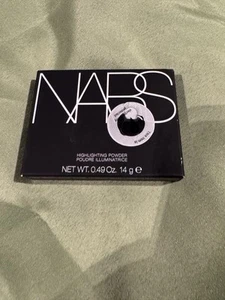 NARS
HIGHLIGHTING POWDER
POUDRE ILLUMINATRICE
NET WT. 0.49 Oz. 14 g ℮